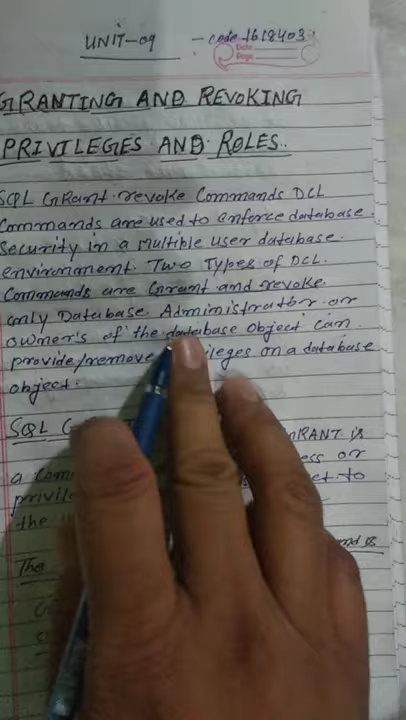 UNIT-09 - code 1618403
Date
Page
GRANTING AND REVOKING
PRIVILEGES AND ROLES.
SQL GRant revoke Commands DCL
Commands are used to enforce database
Security in a multiple user database
environment. Two Types of DCL
Commands are Grant and revoke.
only Database Administrator or
owner's of the database object can
provide/remove leges on a database
object.
SQL G RANT is
a com ess or
privile et to
the
The and is